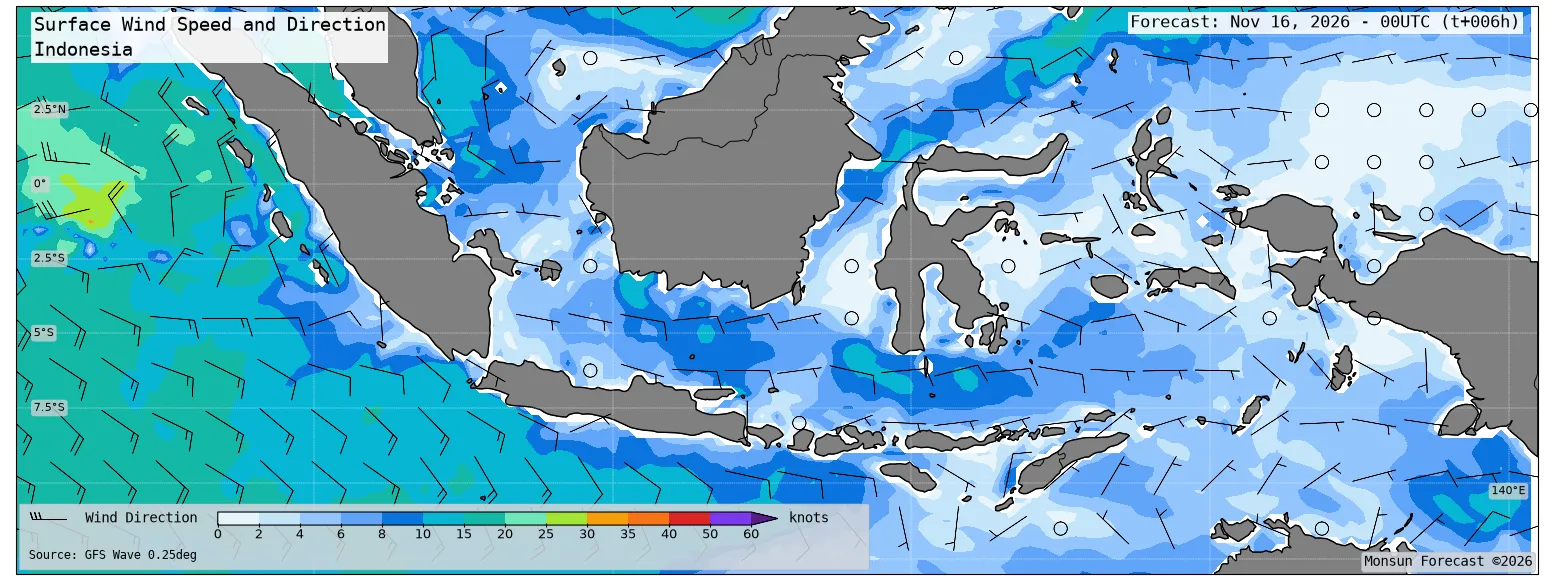 Surface Wind Speed and Direction
Indonesia
Forecast: Nov 16, 2026 - 00UTC (t+006h)
2.5°N
0°
2.5°S
5°S
7.5°S
140°E
Wind Direction
0 2 4 6 8 10 15 20 25 30 35 40 50 60
knots
Source: GFS Wave 0.25deg
Monsun Forecast ©2026